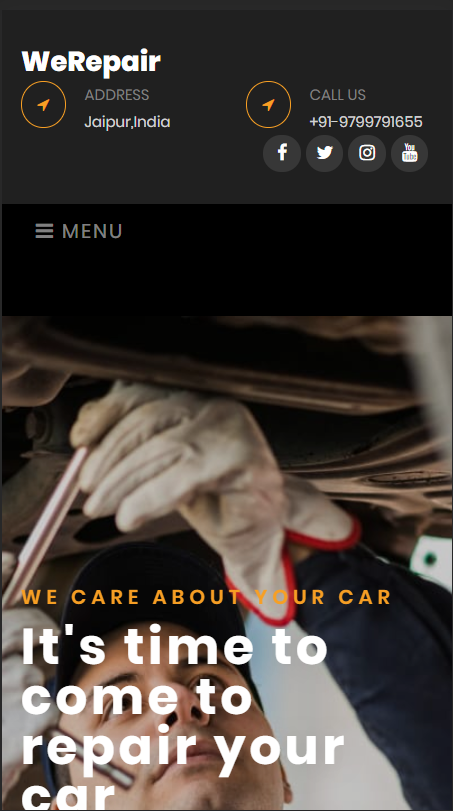 WeRepair
ADDRESS
Jaipur,India
CALL US
+91-9799791655
You
Tube
MENU
WE CARE ABOUT YOUR CAR
It's time to
come to
repair your
car